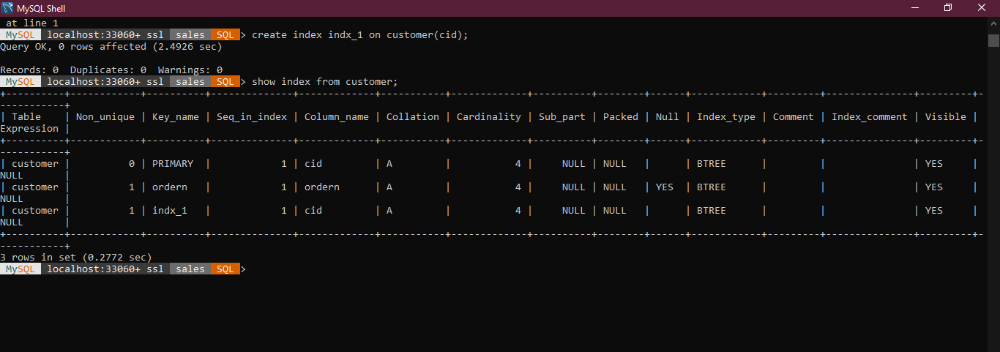 MySQL Shell
at line 1
MySQL localhost:33060+ ssl sales SQL > create index indx_1 on customer(cid);
Query OK, 0 rows affected (2.4926 sec)
Records: 0  Duplicates: 0  Warnings: 0
MySQL localhost:33060+ ssl sales SQL > show index from customer;
+----------+------------+----------+--------------+-------------+-----------+-------------+----------+--------+------+------------+---------+---------------+---------+-
-----------+
| Table    | Non_unique | Key_name | Seq_in_index | Column_name | Collation | Cardinality | Sub_part | Packed | Null | Index_type | Comment | Index_comment | Visible |
Expression |
+----------+------------+----------+--------------+-------------+-----------+-------------+----------+--------+------+------------+---------+---------------+---------+-
-----------+
| customer |          0 | PRIMARY  |            1 | cid         | A         |           4 |     NULL | NULL   |      | BTREE      |         |               | YES     |
NULL       |
| customer |          1 | ordern   |            1 | ordern      | A         |           4 |     NULL | NULL   | YES  | BTREE      |         |               | YES     |
NULL       |
| customer |          1 | indx_1   |            1 | cid         | A         |           4 |     NULL | NULL   |      | BTREE      |         |               | YES     |
NULL       |
+----------+------------+----------+--------------+-------------+-----------+-------------+----------+--------+------+------------+---------+---------------+---------+-
-----------+
3 rows in set (0.2772 sec)
MySQL localhost:33060+ ssl sales SQL >